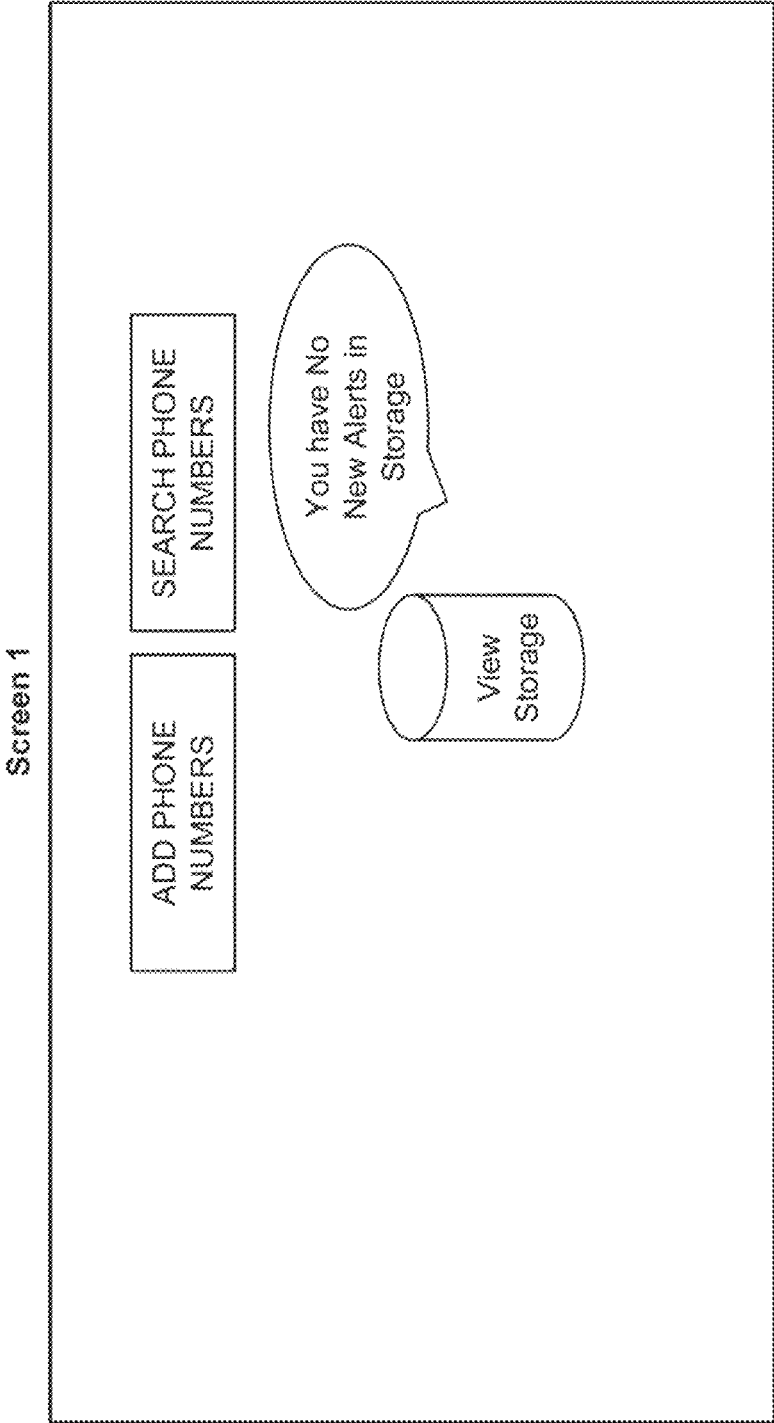 Screen 1
ADD PHONE
NUMBERS
SEARCH PHONE
NUMBERS
You have No
New Alerts in
Storage
View
Storage